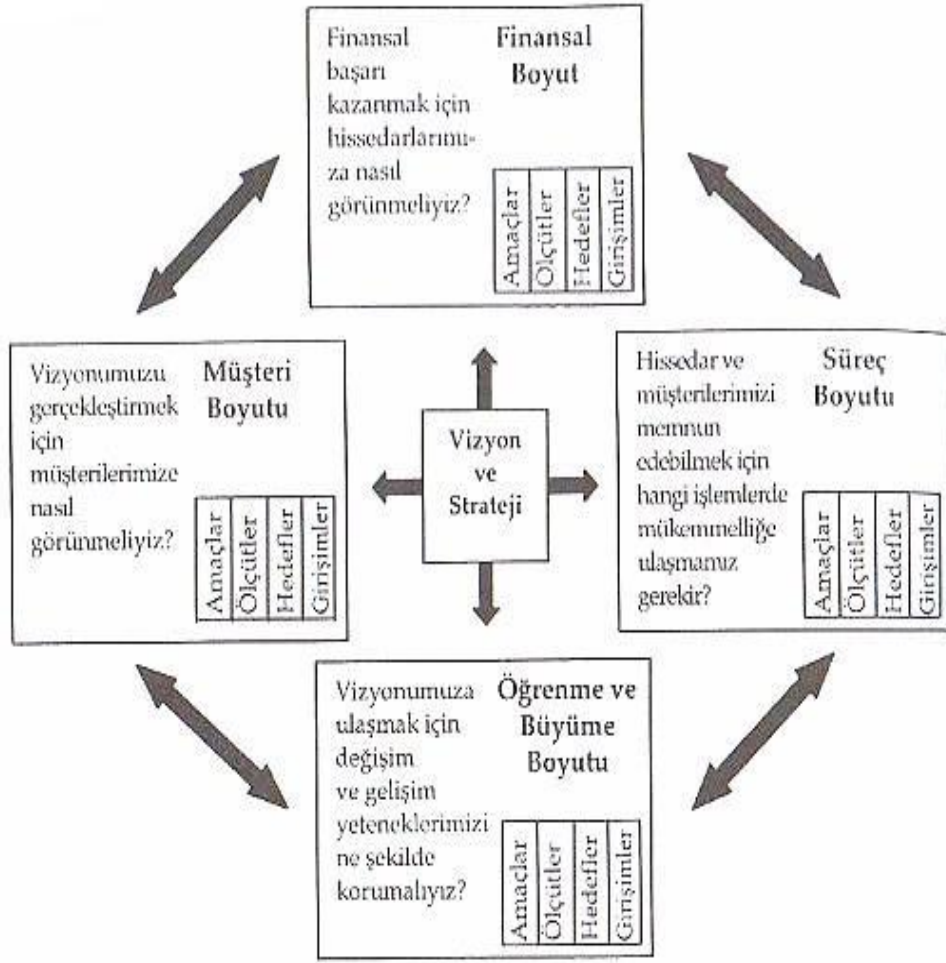 Finansal
başarı
kazanmak için
hissedarlarımı-
za nasıl
görünmeliyiz?
Finansal
Boyut
Amaçlar
Olçütler
Hedefler
Girişimler
Vizyonumuzu
gerçekleştirmek
için
müşterilerimize
nasıl
görünmeliyiz?
Müşteri
Boyutu
Amaçlar
Ölçütler
Hedefler
Girişimler
Vizyon
ve
Strateji
Hissedar ve
müşterilerimizi
memnun
edebilmek için
hangi işlemlerde
mükemmelliğe
ulaşmamız
gerekir?
Süreç
Boyutu
Amaçlar
Ölçütler
Hedefler
Girişimler
Vizyonumuza
ulaşmak için
değişim
ve gelişim
yeteneklerimizi
ne şekilde
korumalıyız?
Öğrenme ve
Büyüme
Boyutu
Amaçlar
Ölçütler
Hedefler
Girişimler